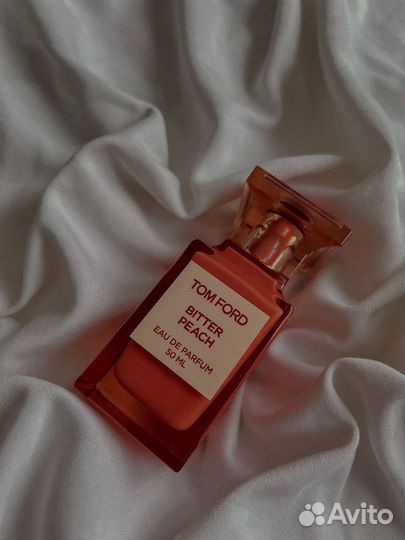 TOM FORD
BITTER
PEACH
EAU DE PARFUM
50 ML
Avito